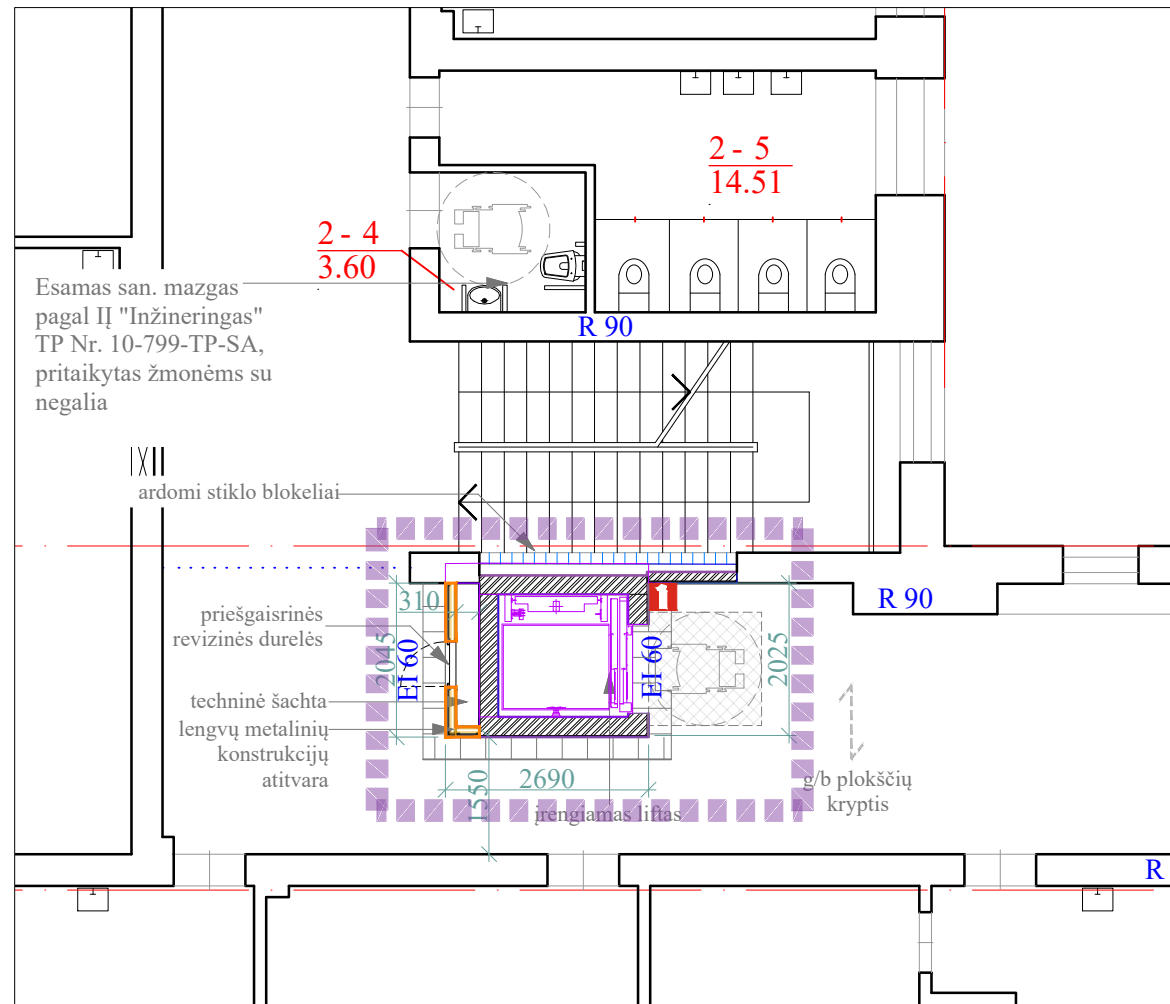 2 - 5
14.51
2 - 4
3.60
Esamas san. mazgas
pagal IĮ "Inžineringas"
TP Nr. 10-799-TP-SA,
pritaikytas žmonėms su
negalia
R 90
ardomi stiklo blokeliai
R 90
310
priešgaisrinės
revizinės durelės
2045
EI 60
EI 60
2025
techninė šachta
lengvų metalinių
konstrukcijų
atitvara
2690
1550
įrengiamas liftas
g/b plokščių
kryptis
1
R